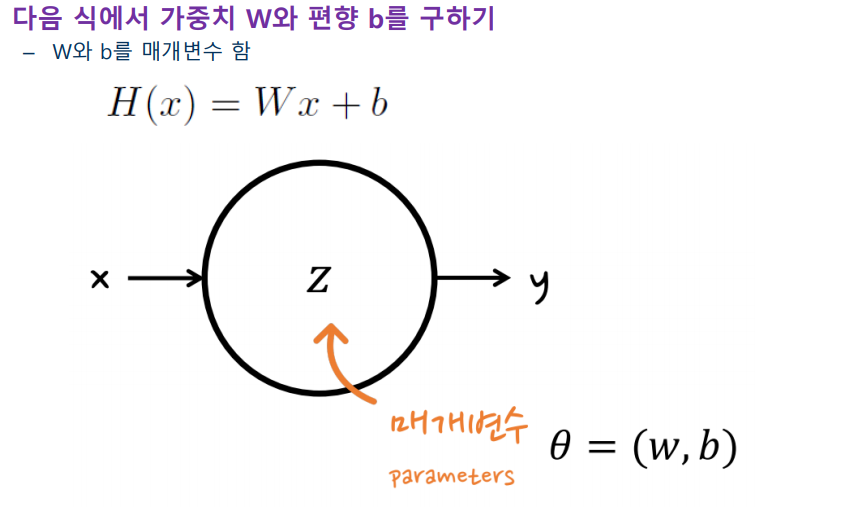 다음 식에서 가중치 W와 편향 b를 구하기
– W와 b를 매개변수 함
H(x) = Wx + b
x
z
y
매개변수
θ = (w, b)
parameters